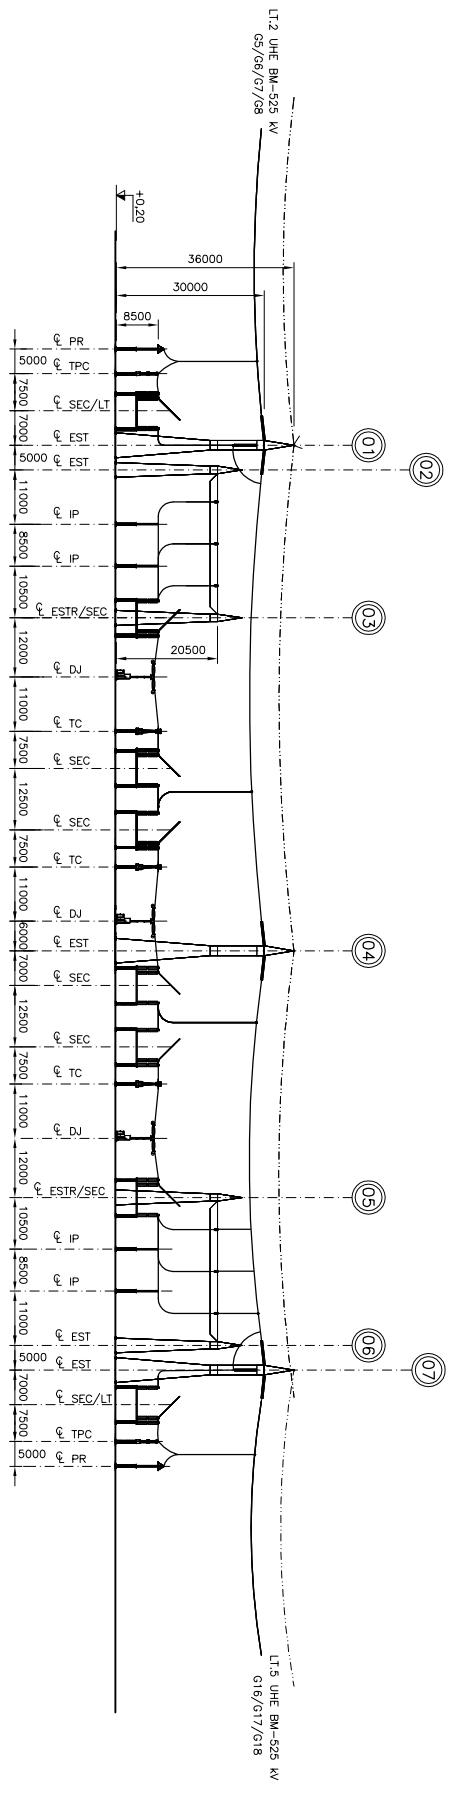 LT.2 UHE BM-525 kV
G5/G6/G7/G8
+0,20
36000
30000
8500
20500
01
02
03
04
05
06
07
℄ PR
℄ TPC
℄ SEC/LT
℄ EST
℄ EST
℄ IP
℄ IP
℄ ESTR/SEC
℄ DJ
℄ TC
℄ SEC
℄ SEC
℄ TC
℄ DJ
℄ EST
℄ SEC
℄ SEC
℄ TC
℄ DJ
℄ ESTR/SEC
℄ IP
℄ IP
℄ EST
℄ EST
℄ SEC/LT
℄ TPC
℄ PR
5000
7500
7000
5000
11000
8500
10500
12000
11000
7500
12500
7500
11000
6000
7000
12500
7500
11000
12000
10500
8500
11000
5000
7000
7500
5000
LT.5 UHE BM-525 kV
G16/G17/G18